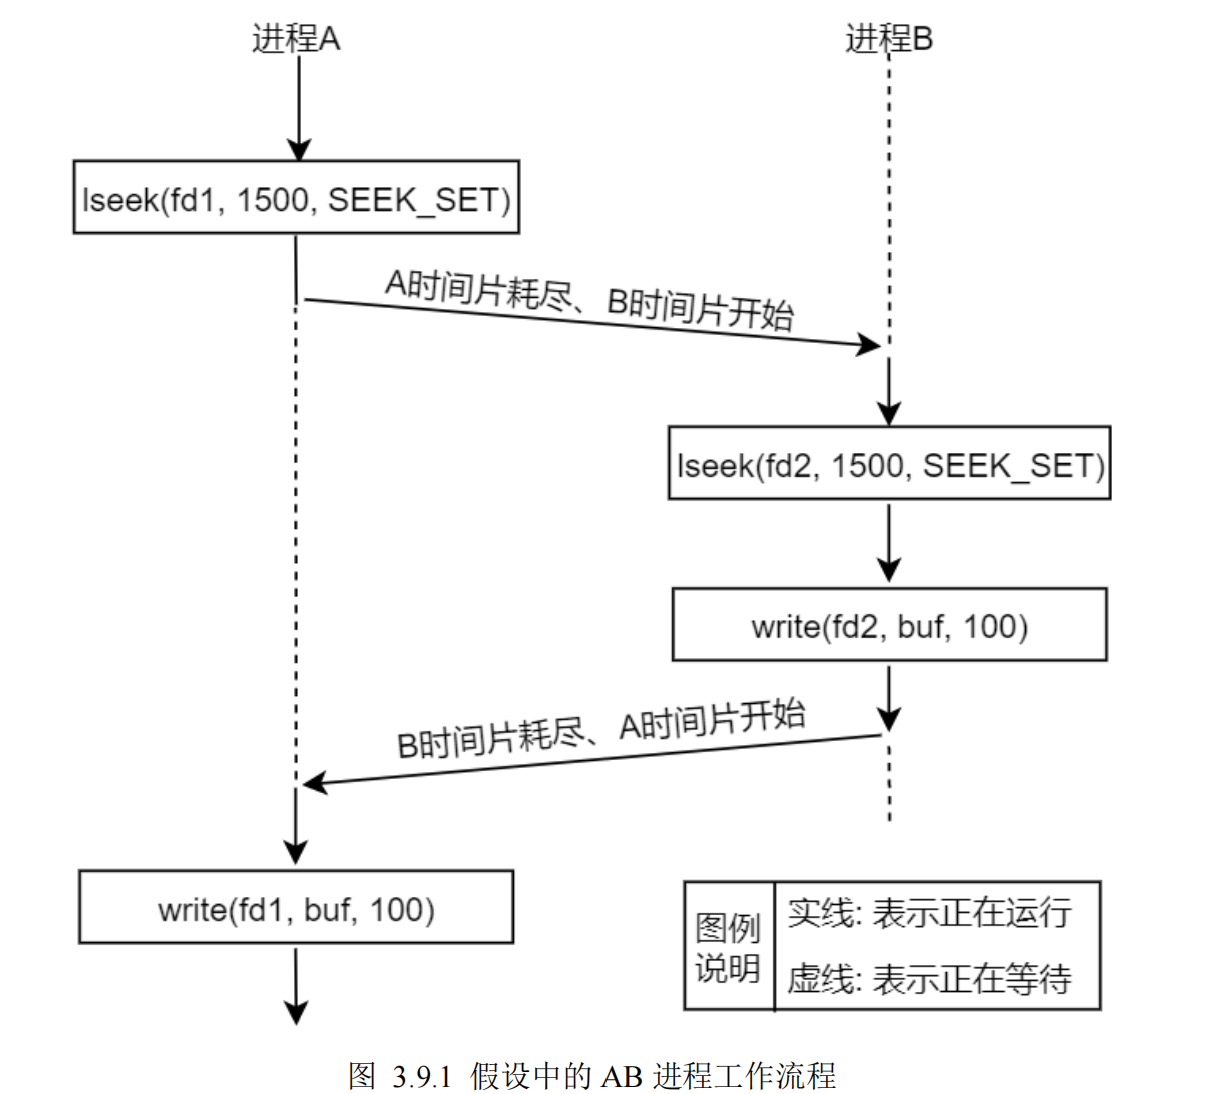 进程A
进程B
lseek(fd1, 1500, SEEK_SET)
A时间片耗尽、B时间片开始
lseek(fd2, 1500, SEEK_SET)
write(fd2, buf, 100)
B时间片耗尽、A时间片开始
write(fd1, buf, 100)
图例
说明
实线: 表示正在运行
虚线: 表示正在等待
图 3.9.1 假设中的 AB 进程工作流程